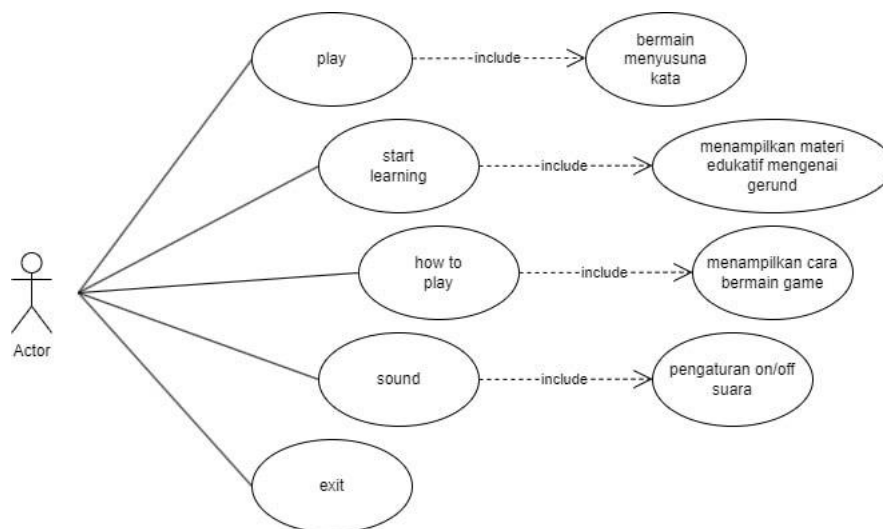 play
include
bermain
menyusuna
kata
start
learning
include
menampilkan materi
edukatif mengenai
gerund
how to
play
include
menampilkan cara
bermain game
Actor
sound
include
pengaturan on/off
suara
exit